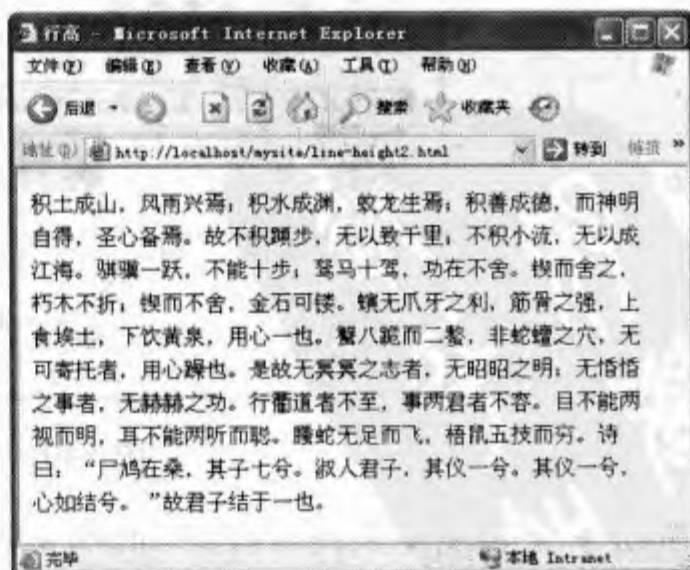 行高 - Microsoft Internet Explorer
文件(F) 编辑(E) 查看(V) 收藏(A) 工具(T) 帮助(H)
后退 搜索 收藏夹
地址(D) http://localhost/mysite/line-height2.html 转到 链接 »
积土成山，风雨兴焉；积水成渊，蛟龙生焉；积善成德，而神明
自得，圣心备焉。故不积蹞步，无以致千里；不积小流，无以成
江海。骐骥一跃，不能十步；驽马十驾，功在不舍。锲而舍之，
朽木不折；锲而不舍，金石可镂。螾无爪牙之利，筋骨之强，上
食埃土，下饮黄泉，用心一也。蟹八跪而二螯，非蛇蟺之穴，无
可寄托者，用心躁也。是故无冥冥之志者，无昭昭之明；无惛惛
之事者，无赫赫之功。行衢道者不至，事两君者不容。目不能两
视而明，耳不能两听而聪。螣蛇无足而飞，梧鼠五技而穷。诗
曰：“尸鸠在桑，其子七兮。淑人君子，其仪一兮。其仪一兮，
心如结兮。”故君子结于一也。
完毕 本地 Intranet